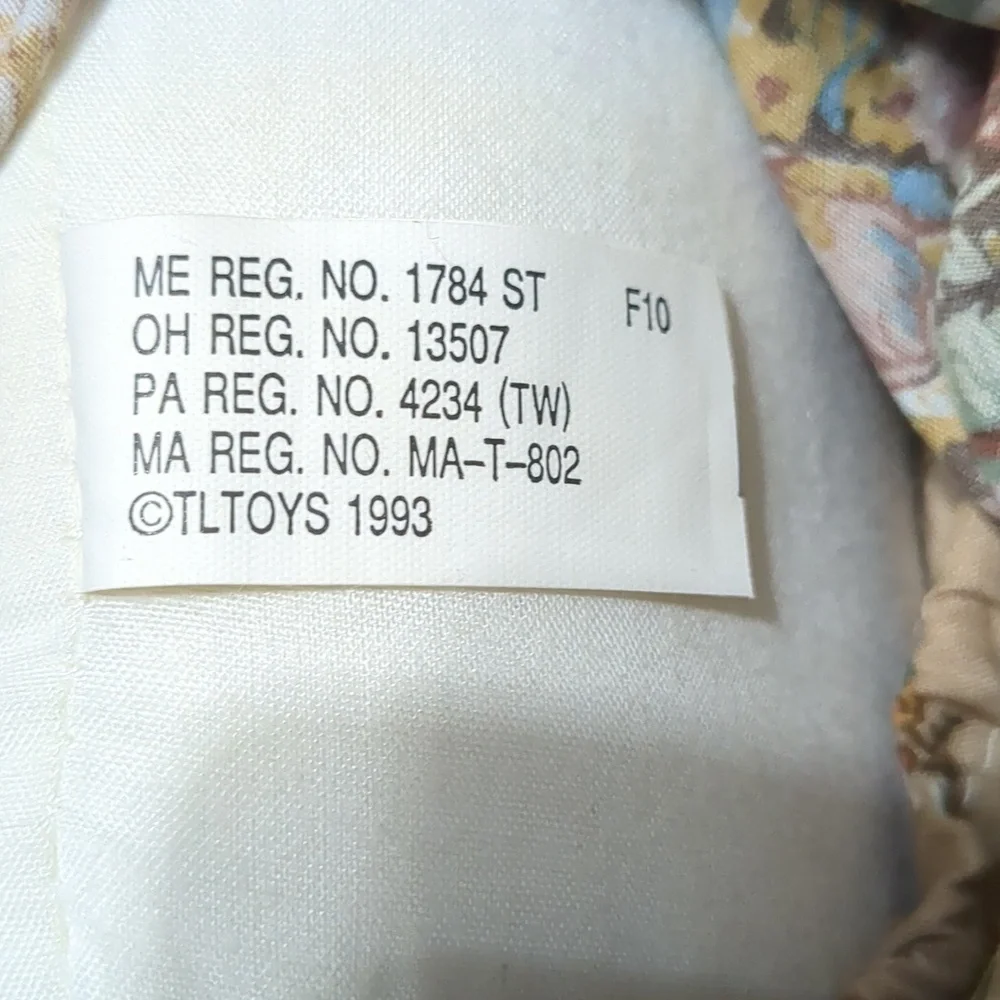 ME REG. NO. 1784 ST
F10
OH REG. NO. 13507
PA REG. NO. 4234 (TW)
MA REG. NO. MA-T-802
©TLTOYS 1993